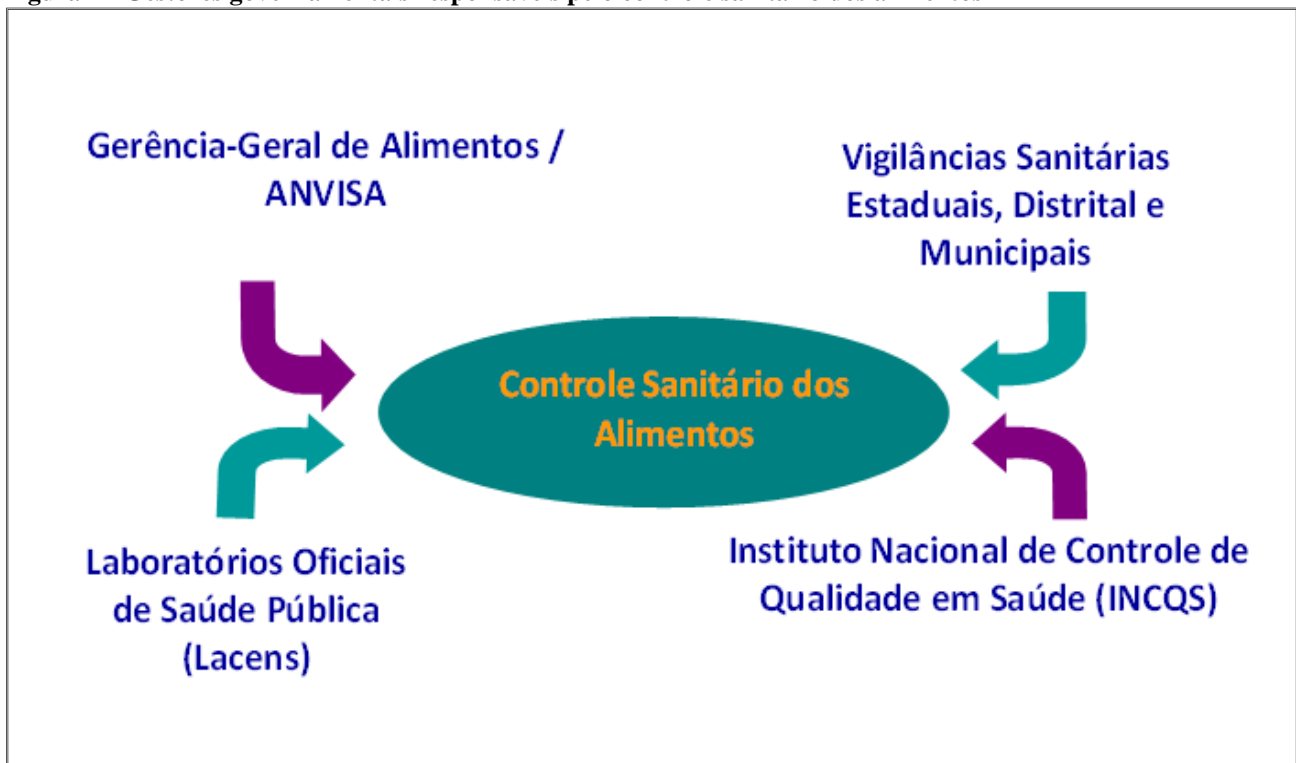 Gerência-Geral de Alimentos /
ANVISA
Vigilâncias Sanitárias
Estaduais, Distrital e
Municipais
Controle Sanitário dos
Alimentos
Laboratórios Oficiais
de Saúde Pública
(Lacens)
Instituto Nacional de Controle de
Qualidade em Saúde (INCQS)